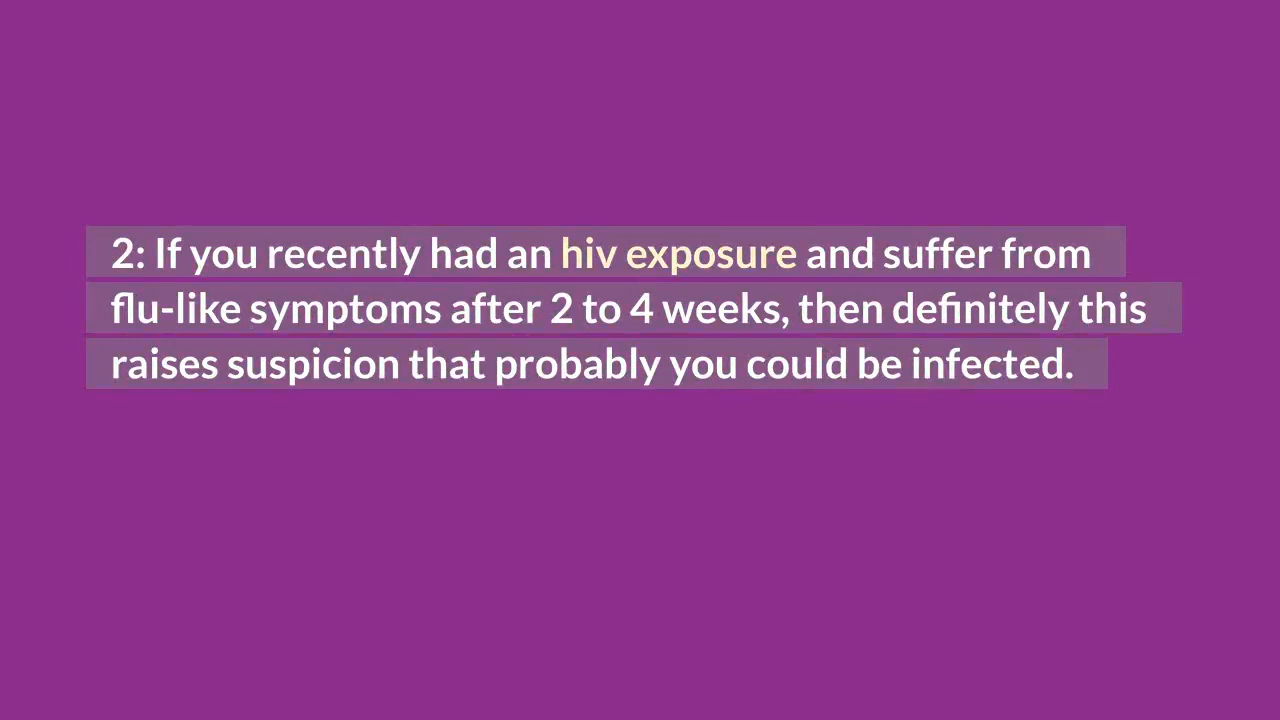 2: If you recently had an hiv exposure and suffer from
flu-like symptoms after 2 to 4 weeks, then definitely this
raises suspicion that probably you could be infected.